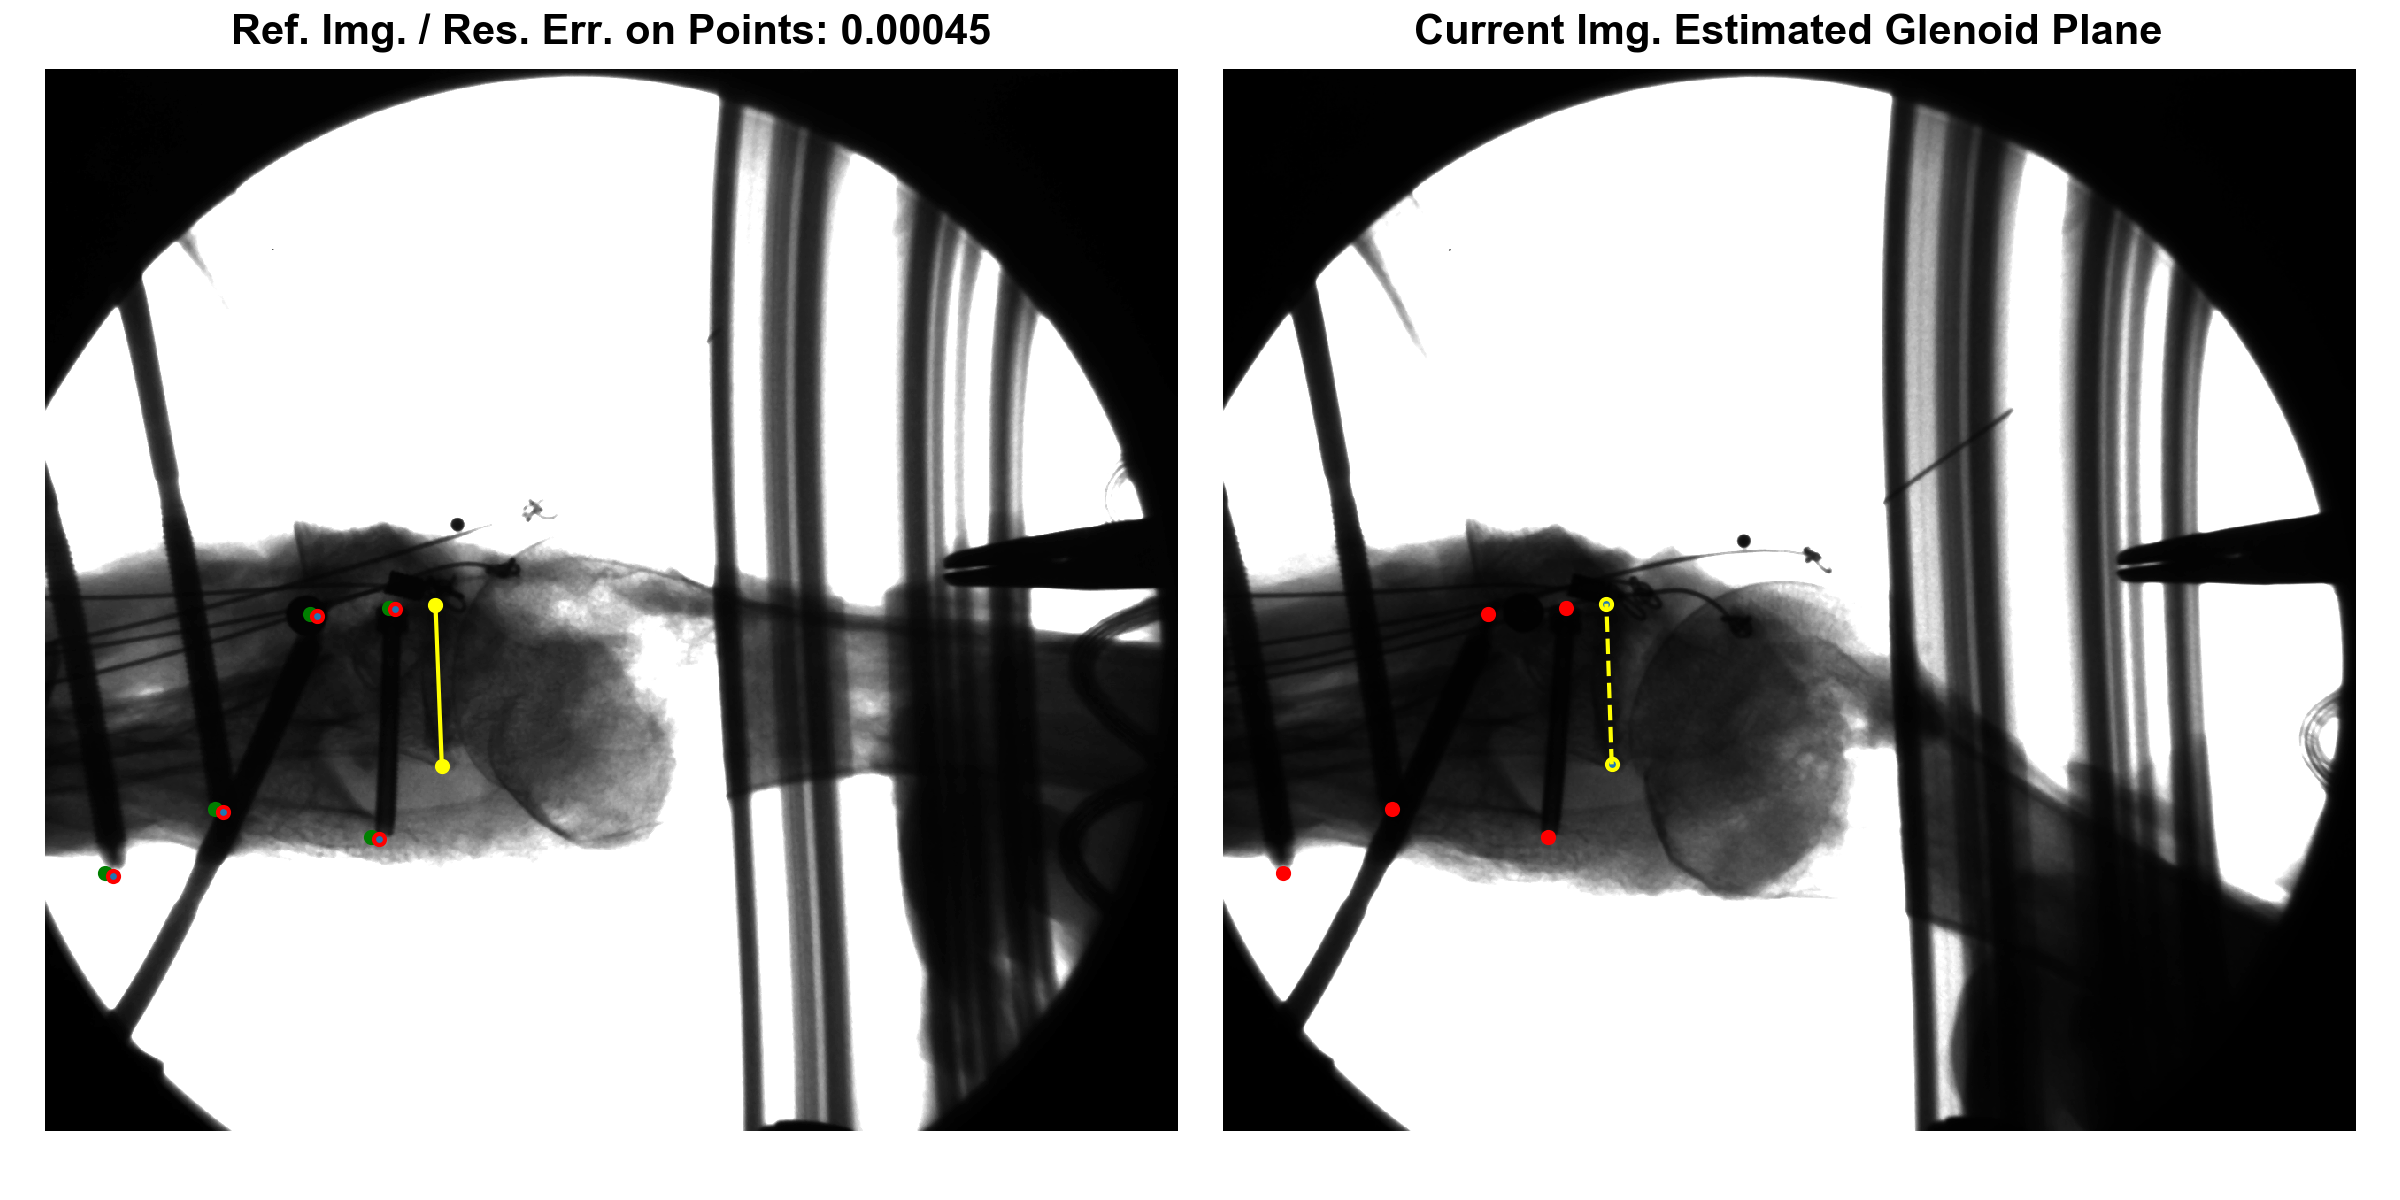 Ref. Img. / Res. Err. on Points: 0.00045
Current Img. Estimated Glenoid Plane